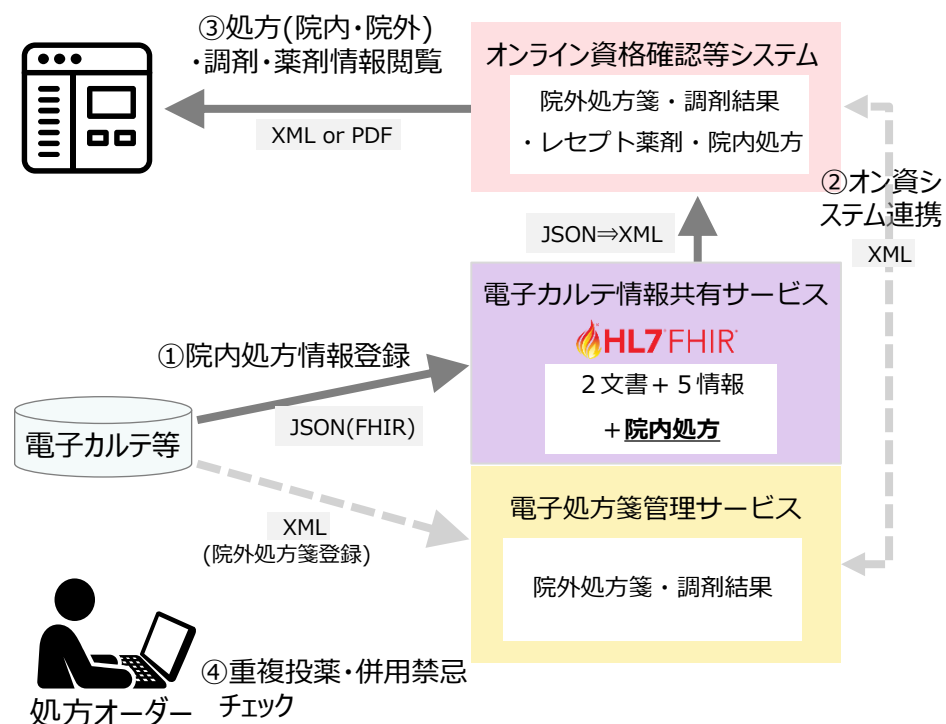 ③処方(院内・院外)
・調剤・薬剤情報閲覧
XML or PDF
オンライン資格確認等システム
院外処方箋・調剤結果
・レセプト薬剤・院内処方
②オン資シ
ステム連携
XML
JSON⇒XML
電子カルテ情報共有サービス
HL7 FHIR
２文書＋５情報
＋院内処方
①院内処方情報登録
JSON(FHIR)
電子カルテ等
XML
(院外処方箋登録)
電子処方箋管理サービス
院外処方箋・調剤結果
④重複投薬・併用禁忌
チェック
処方オーダー